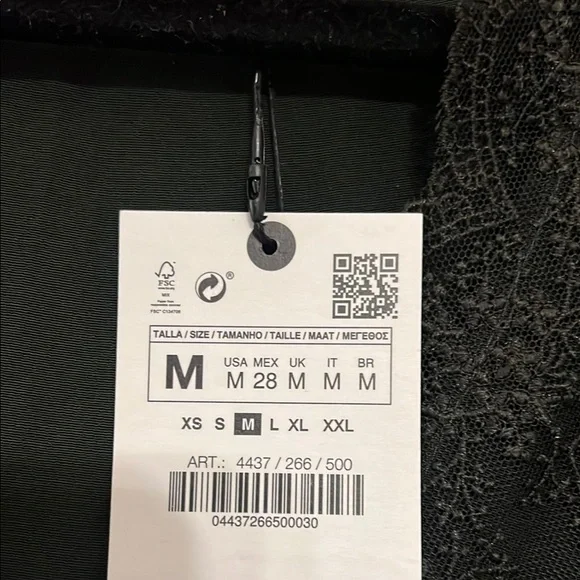 FSC
MIX
TALLA / SIZE / TAMANHO / TAILLE / MAAT / ΜΕΓΕΘΟΣ
M USA MEX UK IT BR
M 28 M M M
XS S M L XL XXL
ART.: 4437 / 266 / 500
04437266500030